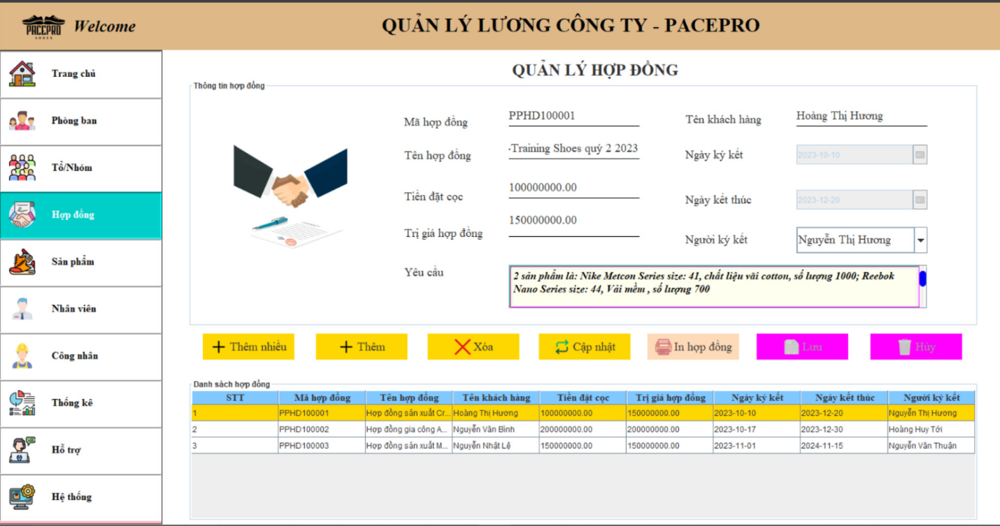 PACEPRO
SHOES
Welcome
QUẢN LÝ LƯƠNG CÔNG TY - PACEPRO
Trang chủ
Phòng ban
Tổ/Nhóm
Hợp đồng
Sản phẩm
Nhân viên
Công nhân
Thống kê
Hỗ trợ
Hệ thống
QUẢN LÝ HỢP ĐỒNG
Thông tin hợp đồng
Mã hợp đồng PPHD100001 Tên khách hàng Hoàng Thị Hương
Tên hợp đồng -Training Shoes quý 2 2023 Ngày ký kết 2023-10-10
Tiền đặt cọc 100000000.00 Ngày kết thúc 2023-12-20
Trị giá hợp đồng 150000000.00 Người ký kết Nguyễn Thị Hương
Yêu cầu
2 sản phẩm là: Nike Metcon Series size: 41, chất liệu vãi cotton, số lượng 1000; Reebok
Nano Series size: 44, Vải mềm , số lượng 700
Thêm nhiều Thêm Xóa Cập nhật In hợp đồng Lưu Hủy
Danh sách hợp đồng
STT Mã hợp đồng Tên hợp đồng Tên khách hàng Tiền đặt cọc Trị giá hợp đồng Ngày ký kết Ngày kết thúc Người ký kết
1 PPHD100001 Hợp đồng sản xuất Cr... Hoàng Thị Hương 100000000.00 150000000.00 2023-10-10 2023-12-20 Nguyễn Thị Hương
2 PPHD100002 Hợp đồng gia công A... Nguyễn Văn Bình 200000000.00 200000000.00 2023-10-17 2023-12-30 Hoàng Huy Tới
3 PPHD100003 Hợp đồng sản xuất M... Nguyễn Nhật Lệ 150000000.00 150000000.00 2023-11-01 2024-11-15 Nguyễn Văn Thuận